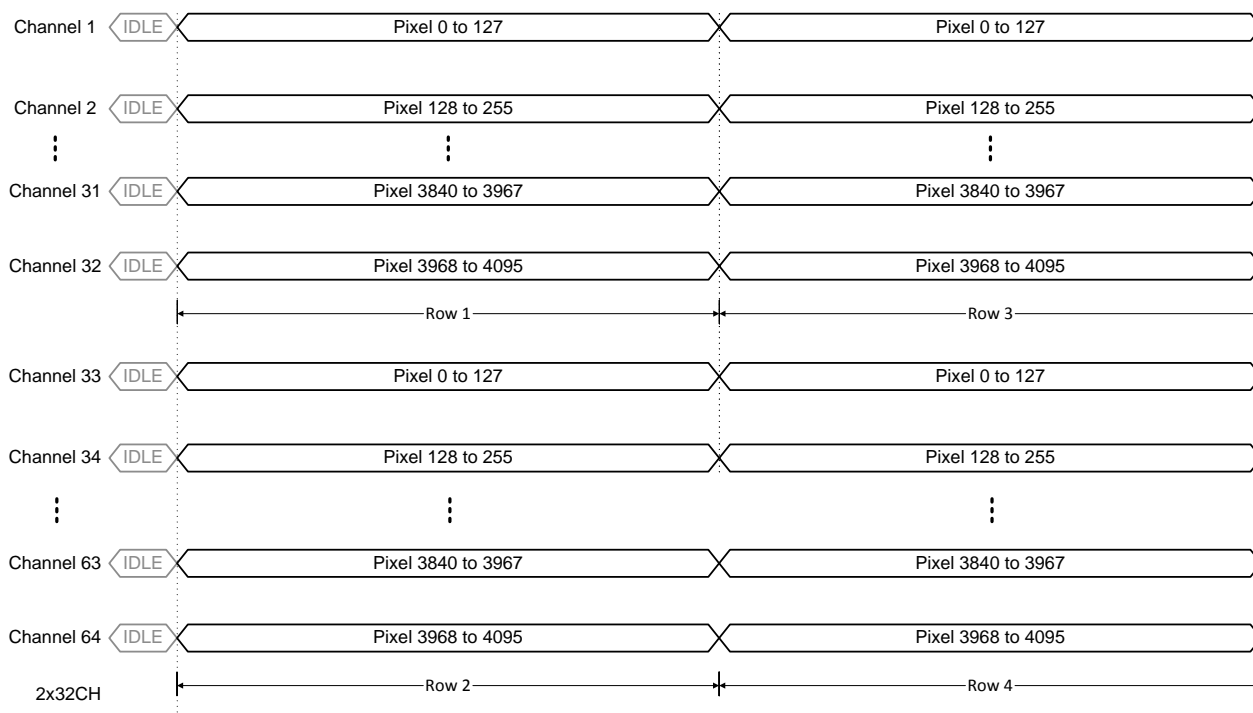 Channel 1 IDLE Pixel 0 to 127 Pixel 0 to 127
Channel 2 IDLE Pixel 128 to 255 Pixel 128 to 255
Channel 31 IDLE Pixel 3840 to 3967 Pixel 3840 to 3967
Channel 32 IDLE Pixel 3968 to 4095 Pixel 3968 to 4095
Row 1 Row 3
Channel 33 IDLE Pixel 0 to 127 Pixel 0 to 127
Channel 34 IDLE Pixel 128 to 255 Pixel 128 to 255
Channel 63 IDLE Pixel 3840 to 3967 Pixel 3840 to 3967
Channel 64 IDLE Pixel 3968 to 4095 Pixel 3968 to 4095
2x32CH Row 2 Row 4